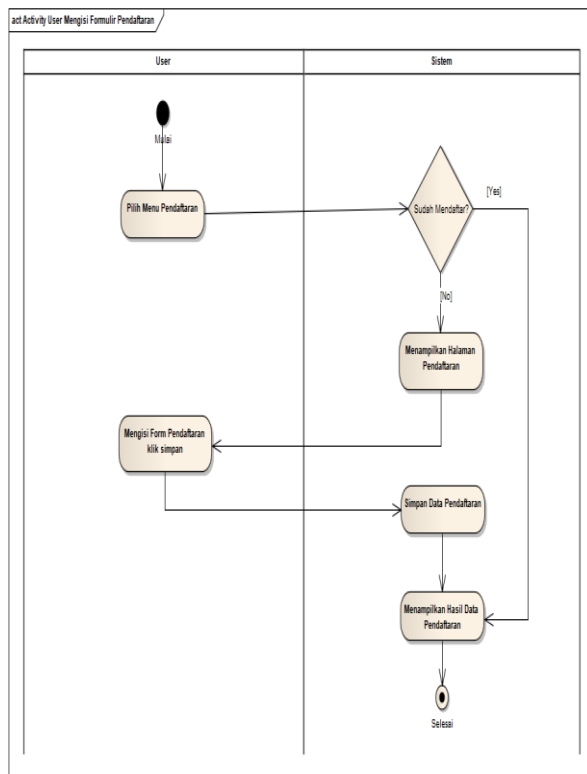 act Activity User Mengisi Formulir Pendaftaran
User
Sistem
Mulai
Pilih Menu Pendaftaran
Sudah Mendaftar?
[Yes]
[No]
Menampilkan Halaman
Pendaftaran
Mengisi Form Pendaftaran
klik simpan
Simpan Data Pendaftaran
Menampilkan Hasil Data
Pendaftaran
Selesai